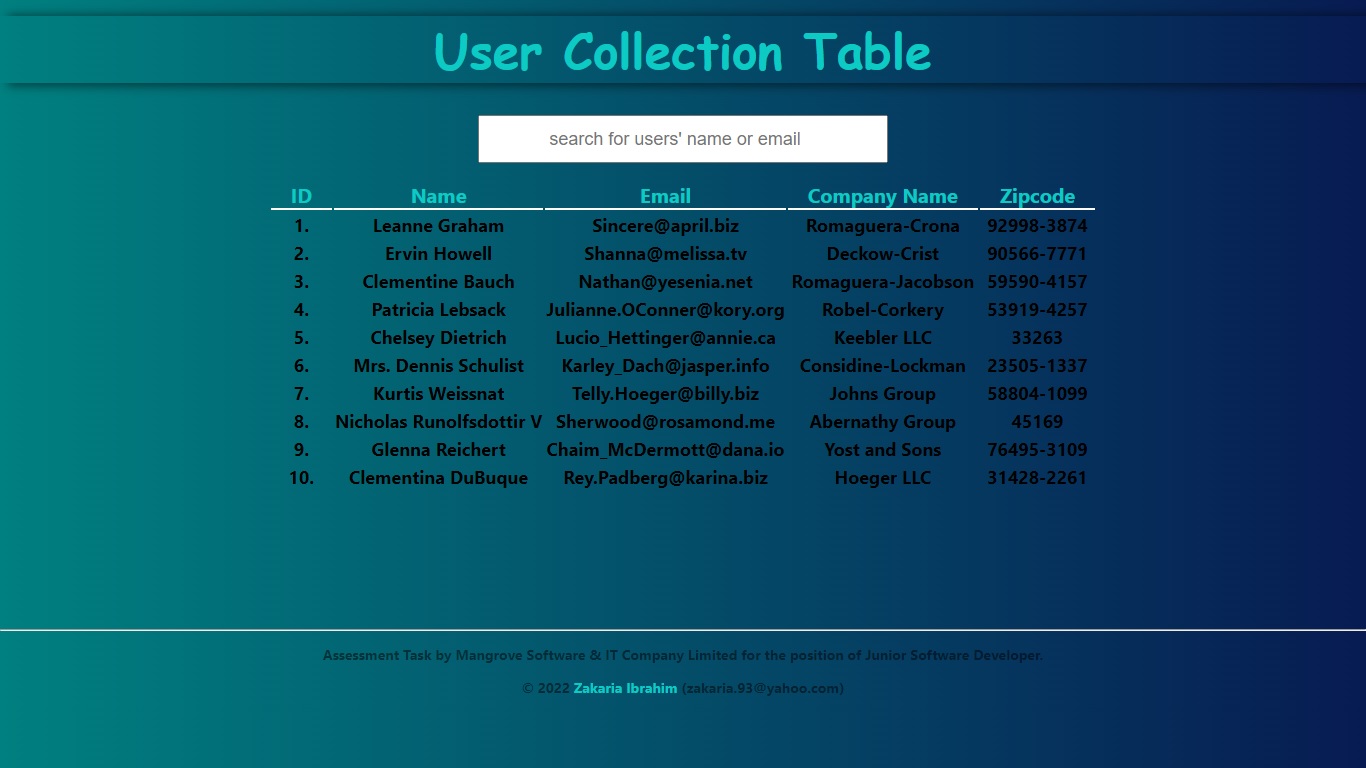 User Collection Table
search for users' name or email
ID Name Email Company Name Zipcode
1. Leanne Graham Sincere@april.biz Romaguera-Crona 92998-3874
2. Ervin Howell Shanna@melissa.tv Deckow-Crist 90566-7771
3. Clementine Bauch Nathan@yesenia.net Romaguera-Jacobson 59590-4157
4. Patricia Lebsack Julianne.OConner@kory.org Robel-Corkery 53919-4257
5. Chelsey Dietrich Lucio_Hettinger@annie.ca Keebler LLC 33263
6. Mrs. Dennis Schulist Karley_Dach@jasper.info Considine-Lockman 23505-1337
7. Kurtis Weissnat Telly.Hoeger@billy.biz Johns Group 58804-1099
8. Nicholas Runolfsdottir V Sherwood@rosamond.me Abernathy Group 45169
9. Glenna Reichert Chaim_McDermott@dana.io Yost and Sons 76495-3109
10. Clementina DuBuque Rey.Padberg@karina.biz Hoeger LLC 31428-2261
Assessment Task by Mangrove Software & IT Company Limited for the position of Junior Software Developer.
© 2022 Zakaria Ibrahim (zakaria.93@yahoo.com)